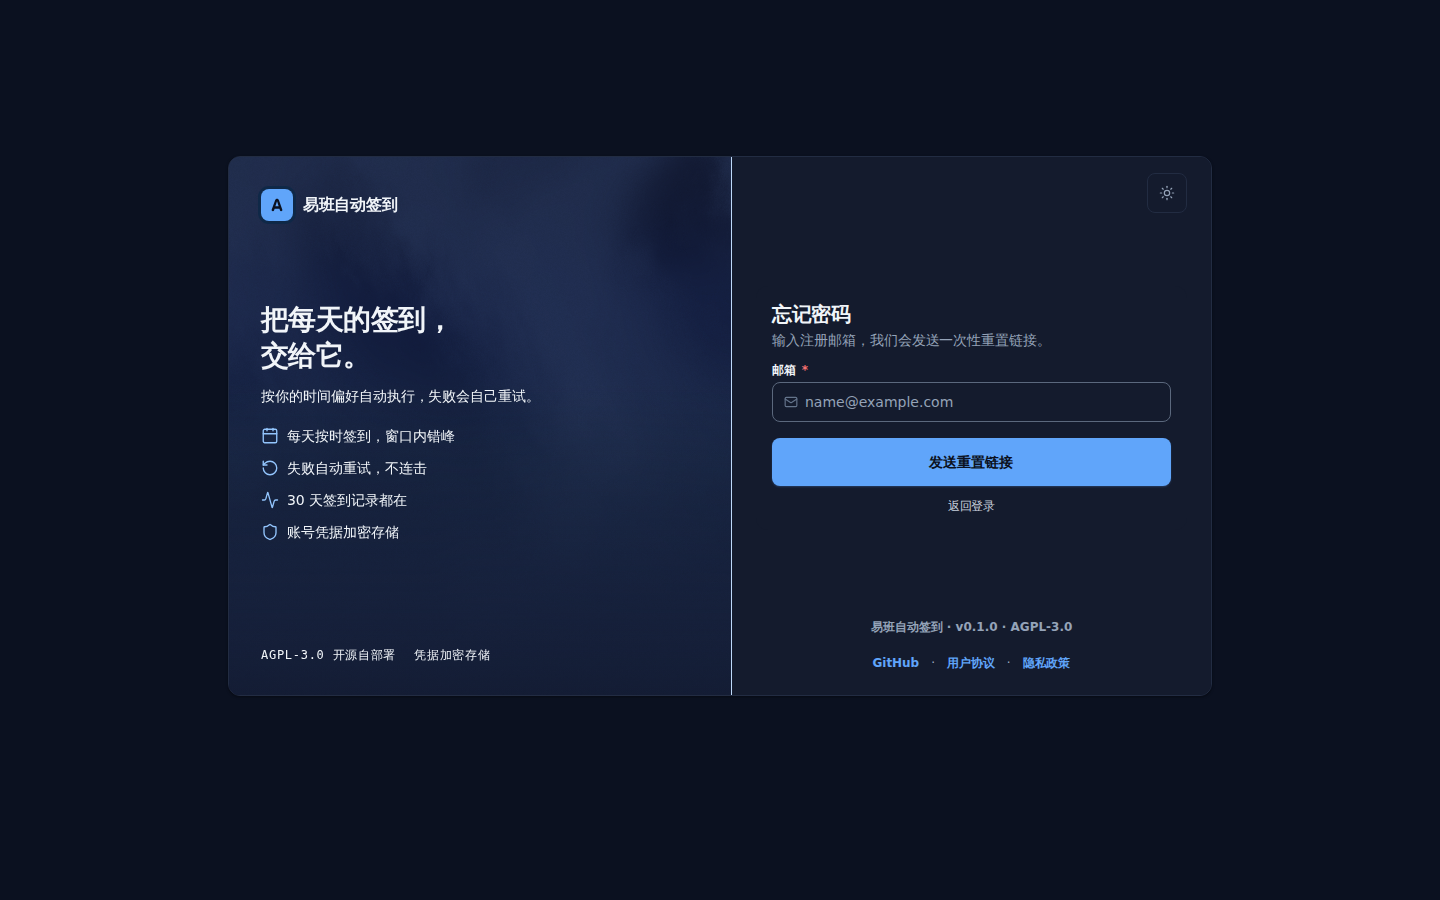 A 易班自动签到
把每天的签到，
交给它。
按你的时间偏好自动执行，失败会自己重试。
每天按时签到，窗口内错峰
失败自动重试，不连击
30 天签到记录都在
账号凭据加密存储
AGPL-3.0 开源自部署 凭据加密存储
忘记密码
输入注册邮箱，我们会发送一次性重置链接。
邮箱 *
name@example.com
发送重置链接
返回登录
易班自动签到 · v0.1.0 · AGPL-3.0
GitHub · 用户协议 · 隐私政策